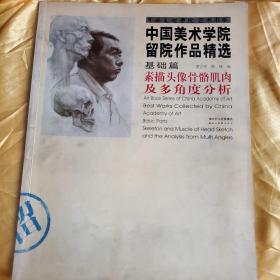 中国美术学院
留院作品精选
基础篇
素描头像骨骼肌肉
及多角度分析
Art Book Series of China Academy of Art
Best Works Collected by China
Academy of Art
Basic Parts
Skeleton and Muscle of Head Sketch
and the Analysis from Multi Angles